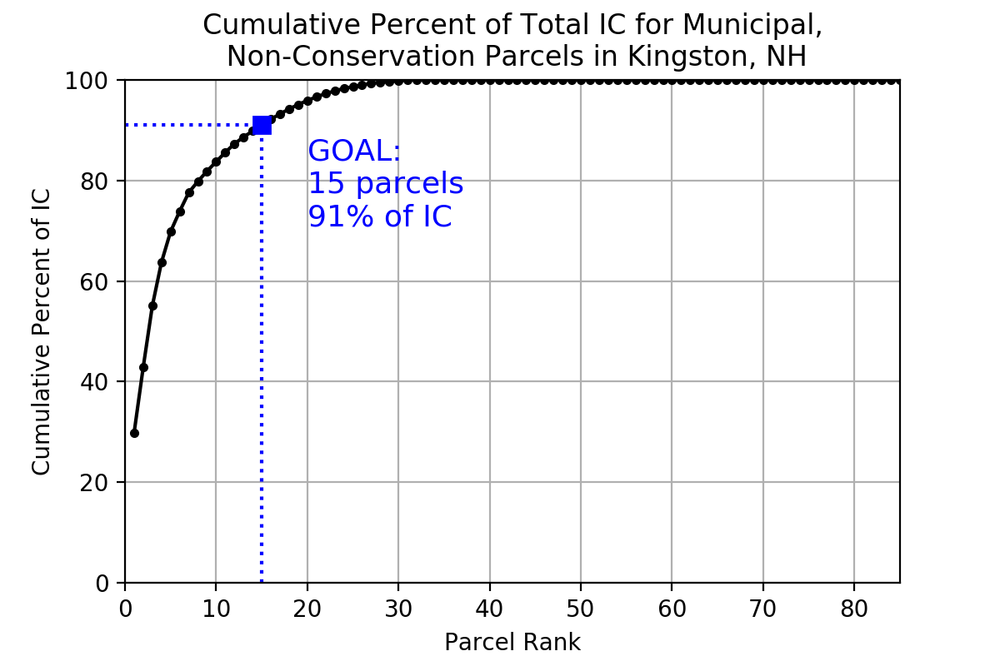 Cumulative Percent of Total IC for Municipal,
Non-Conservation Parcels in Kingston, NH
100
80
60
40
20
0
Cumulative Percent of IC
GOAL:
15 parcels
91% of IC
0 10 20 30 40 50 60 70 80
Parcel Rank